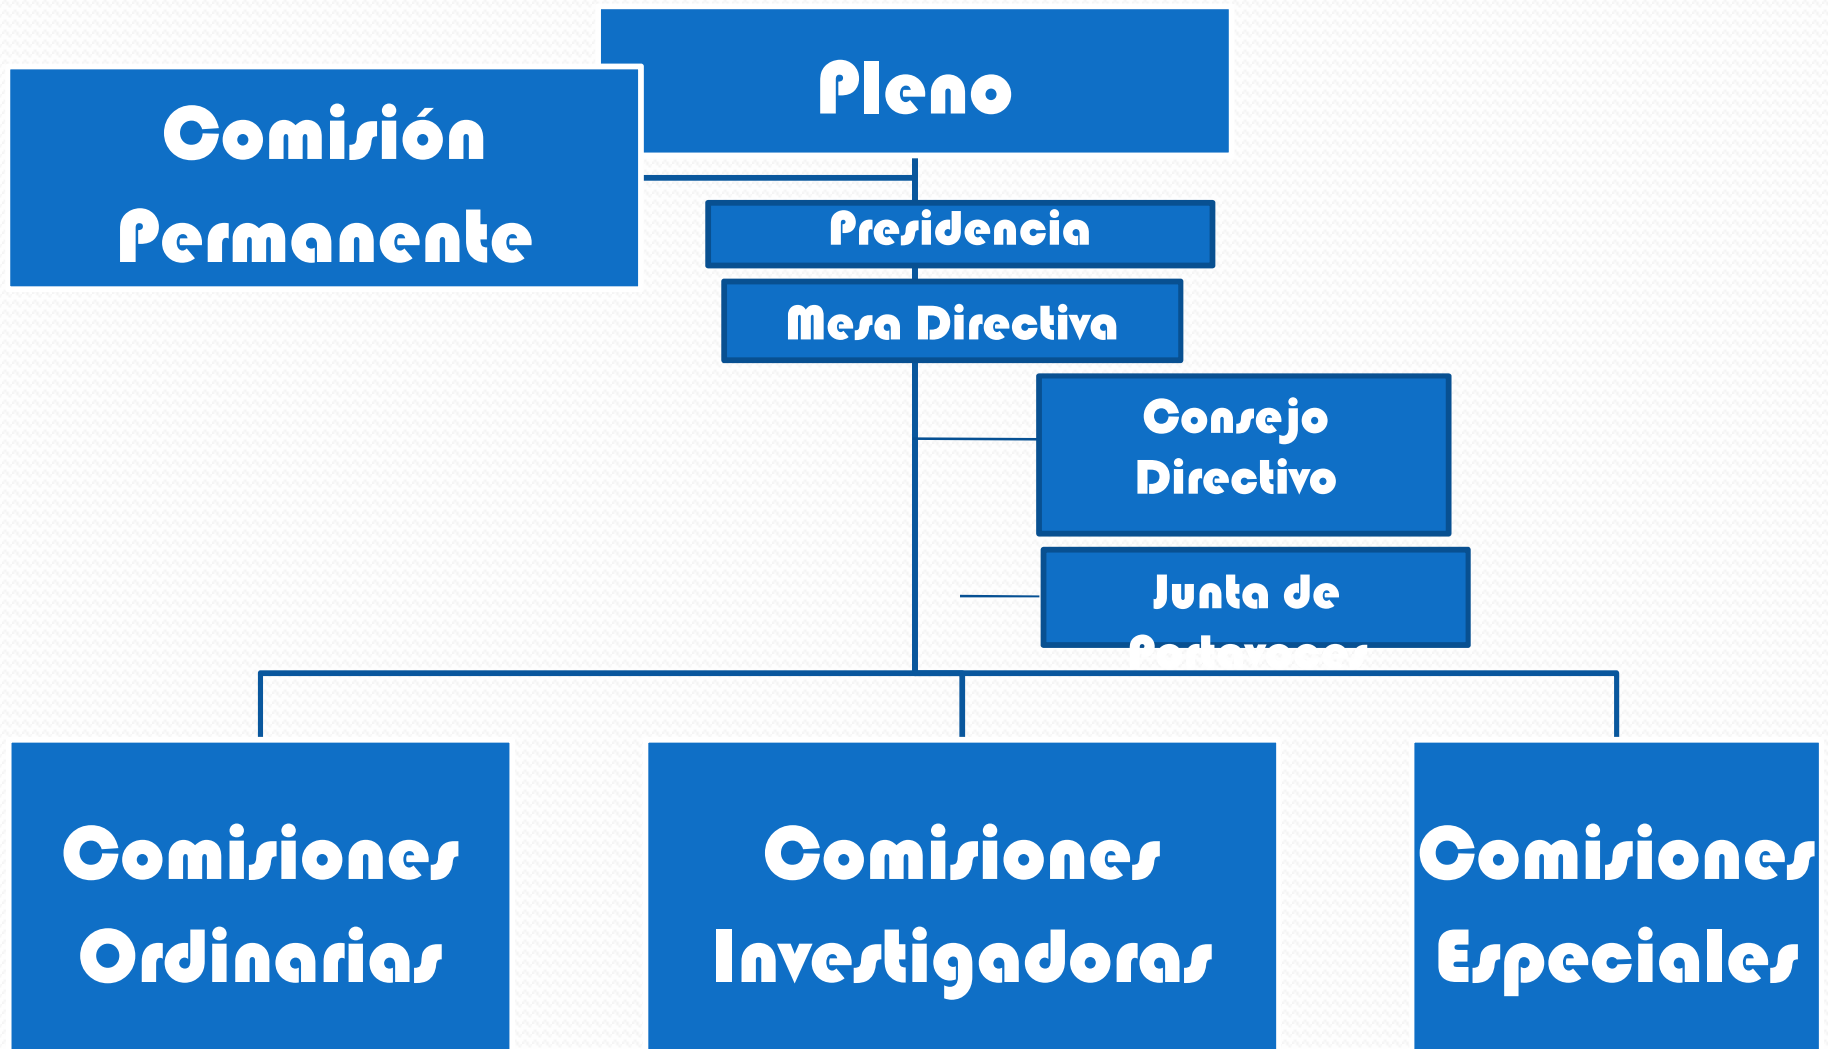 Pleno
Comisión
Permanente
Presidencia
Mesa Directiva
Consejo
Directivo
Junta de
Comisiones
Ordinarias
Comisiones
Investigadoras
Comisiones
Especiales